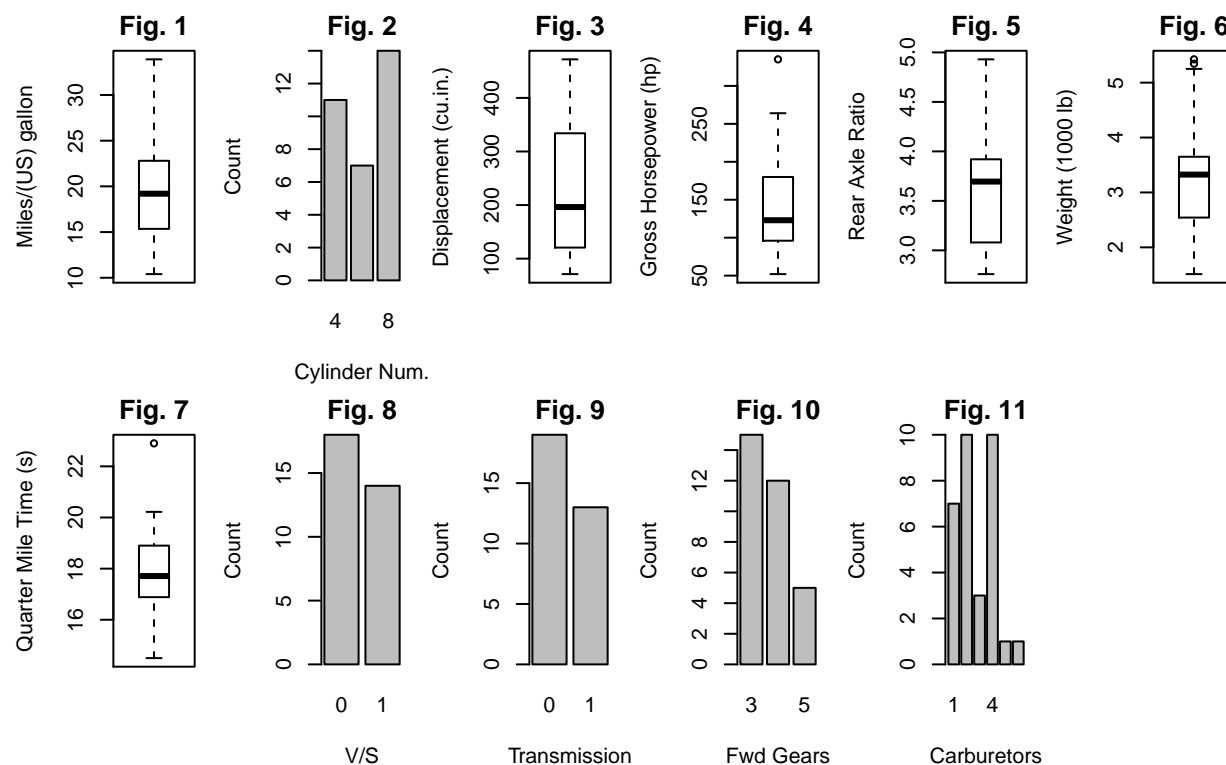 Fig. 1
Miles/(US) gallon
10 15 20 25 30
Fig. 2
Count
0 2 4 6 8 12
4 8
Cylinder Num.
Fig. 3
Displacement (cu.in.)
100 200 300 400
Fig. 4
Gross Horsepower (hp)
50 150 250
Fig. 5
Rear Axle Ratio
3.0 3.5 4.0 4.5 5.0
Fig. 6
Weight (1000 lb)
2 3 4 5
Fig. 7
Quarter Mile Time (s)
16 18 20 22
Fig. 8
Count
0 5 10 15
0 1
V/S
Fig. 9
Count
0 5 10 15
0 1
Transmission
Fig. 10
Count
0 2 4 6 8 12
3 5
Fwd Gears
Fig. 11
Count
0 2 4 6 8 10
1 4
Carburetors